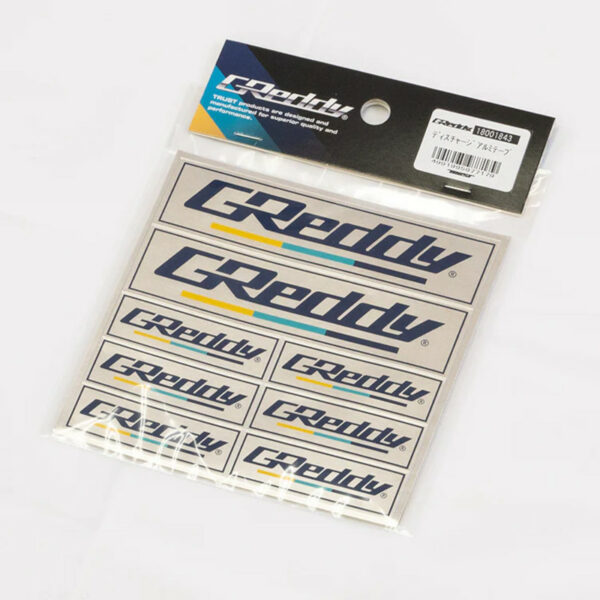 GReddy®
TRUST products are designed and
manufactured for superior quality and
performance.
GReddy 18001843
ディスチャージアルミテープ
TRUST
GReddy®
GReddy®
GReddy®
GReddy®
GReddy®
GReddy®
GReddy®
GReddy®